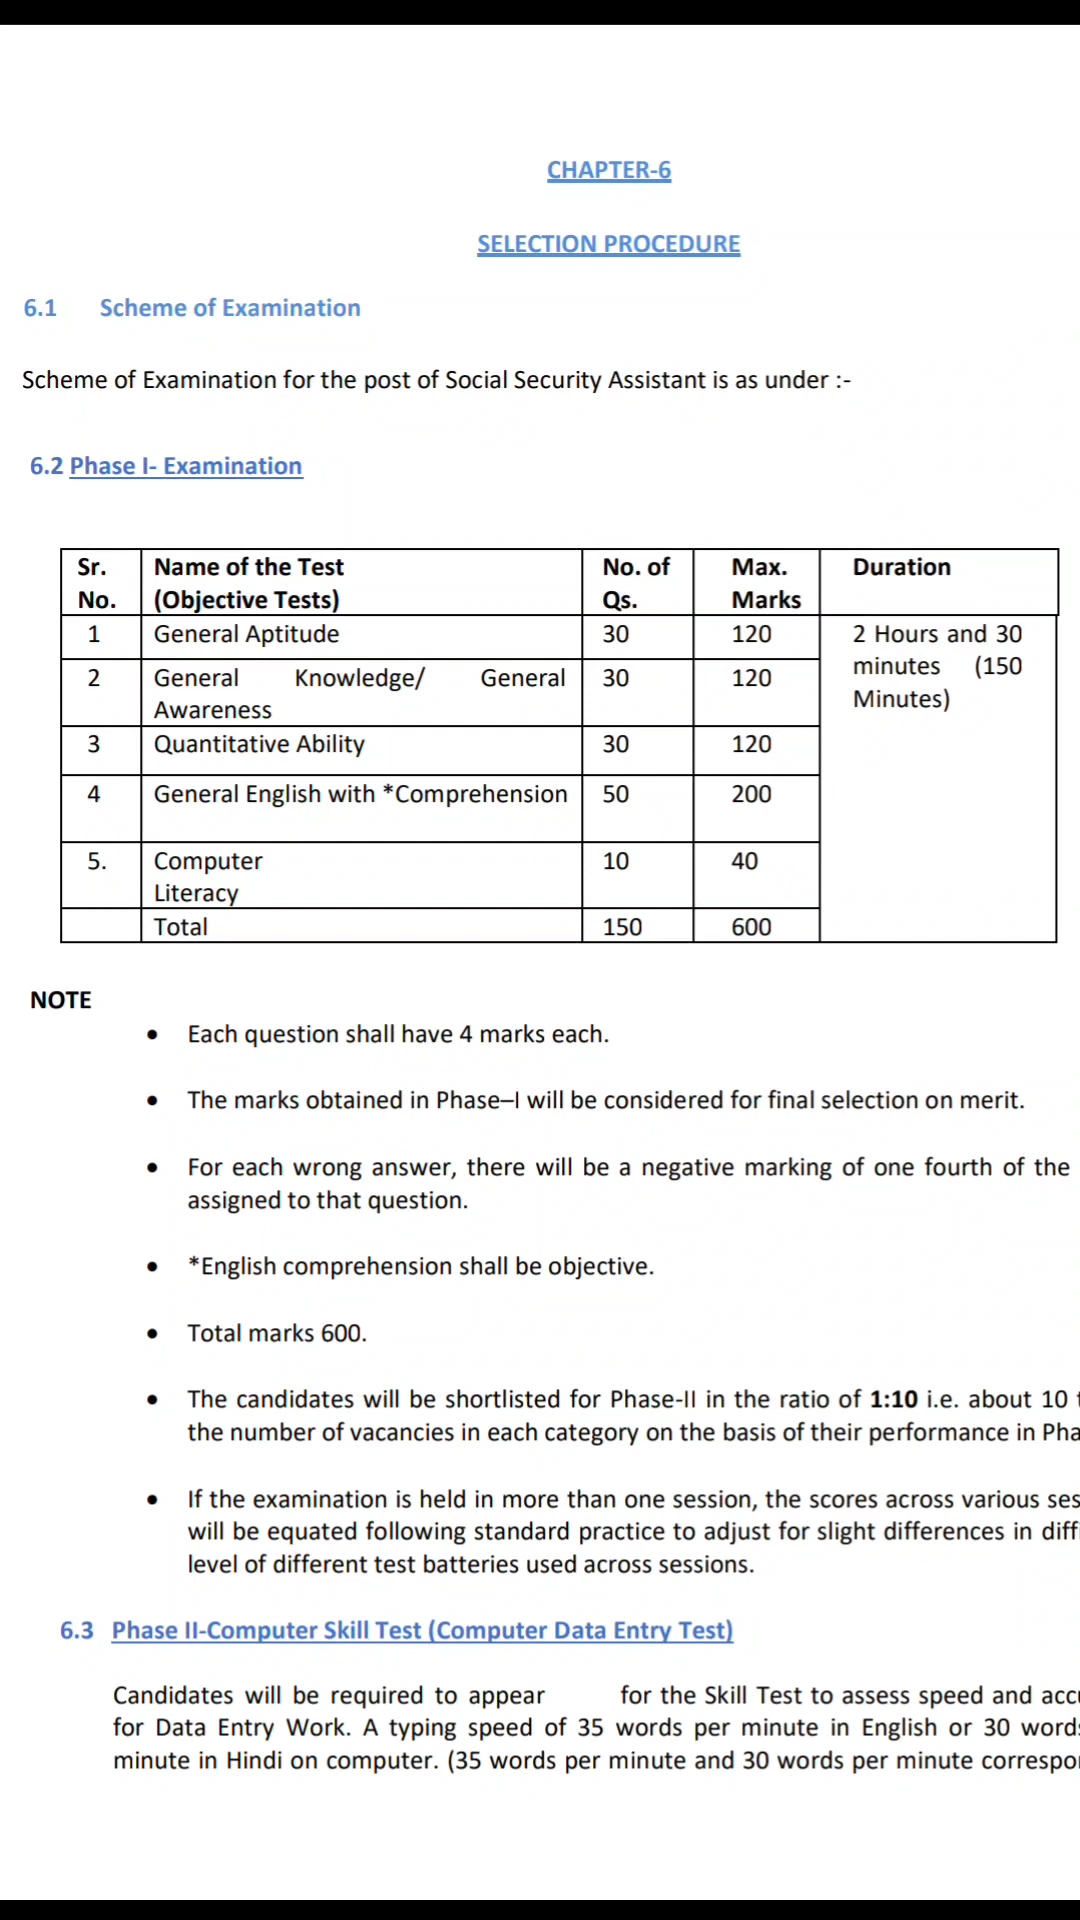 CHAPTER-6
SELECTION PROCEDURE
6.1 Scheme of Examination
Scheme of Examination for the post of Social Security Assistant is as under :-
6.2 Phase I- Examination
Sr. No. Name of the Test (Objective Tests) No. of Qs. Max. Marks Duration
1 General Aptitude 30 120 2 Hours and 30 minutes (150 Minutes)
2 General Knowledge/ General Awareness 30 120
3 Quantitative Ability 30 120
4 General English with *Comprehension 50 200
5. Computer Literacy 10 40
Total 150 600
NOTE
• Each question shall have 4 marks each.
• The marks obtained in Phase–I will be considered for final selection on merit.
• For each wrong answer, there will be a negative marking of one fourth of the
assigned to that question.
• *English comprehension shall be objective.
• Total marks 600.
• The candidates will be shortlisted for Phase-II in the ratio of 1:10 i.e. about 10
the number of vacancies in each category on the basis of their performance in
• If the examination is held in more than one session, the scores across various
will be equated following standard practice to adjust for slight differences in
level of different test batteries used across sessions.
6.3 Phase II-Computer Skill Test (Computer Data Entry Test)
Candidates will be required to appear for the Skill Test to assess speed and
for Data Entry Work. A typing speed of 35 words per minute in English or 30
minute in Hindi on computer. (35 words per minute and 30 words per minute